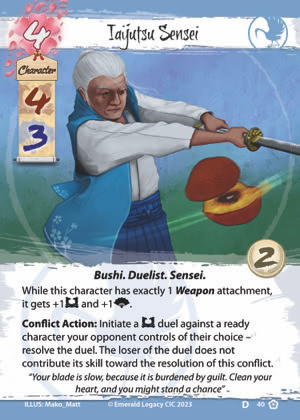 4
Iaijutsu Sensei
Character
4
3
2
Bushi. Duelist. Sensei.
While this character has exactly 1 Weapon attachment,
it gets +1 and +1.
Conflict Action: Initiate a duel against a ready
character your opponent controls of their choice –
resolve the duel. The loser of the duel does not
contribute its skill toward the resolution of this conflict.
“Your blade is slow, because it is burdened by guilt. Clean your
heart, and you might stand a chance” -
ILLUS: Mako_Matt
© Emerald Legacy CIC 2023
D 40